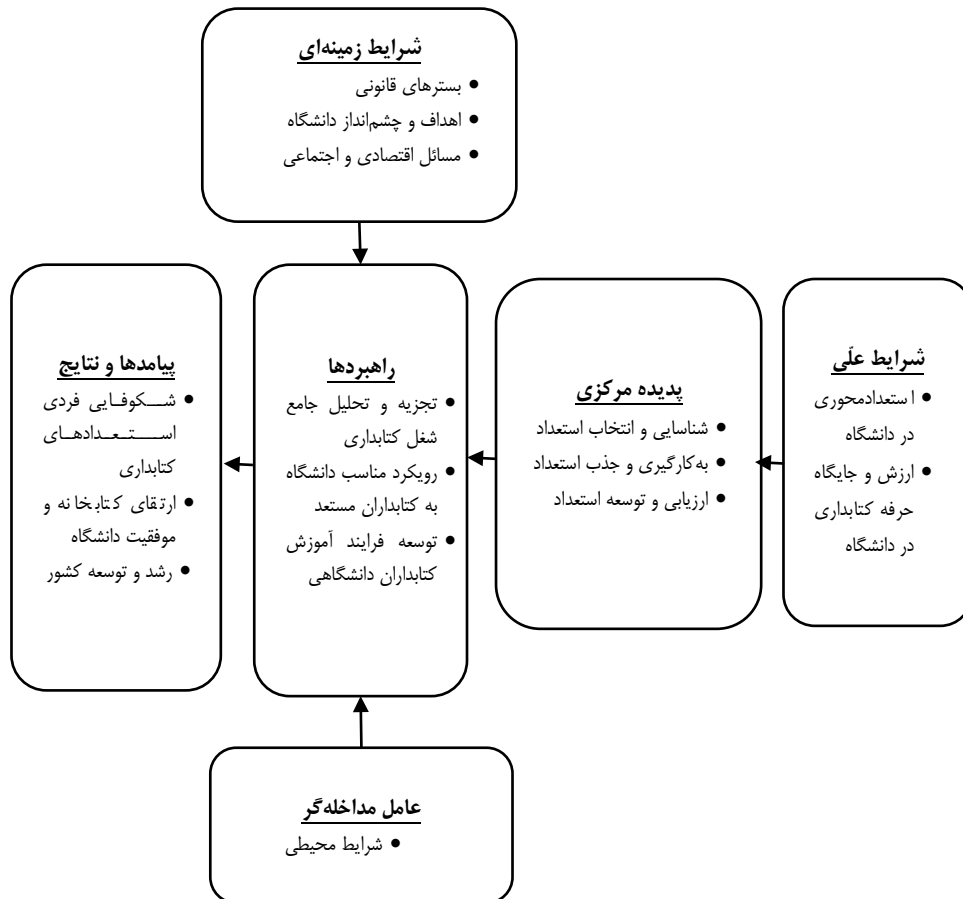 شرایط زمینه‌ای
• بسترهای قانونی
• اهداف و چشم‌انداز دانشگاه
• مسائل اقتصادی و اجتماعی
شرایط علّی
• استعدادمحوری
در دانشگاه
• ارزش و جایگاه
حرفه کتابداری
در دانشگاه
پدیده مرکزی
• شناسایی و انتخاب استعداد
• به‌کارگیری و جذب استعداد
• ارزیابی و توسعه استعداد
راهبردها
• تجزیه و تحلیل جامع
شغل کتابداری
• رویکرد مناسب دانشگاه
به کتابداران مستعد
• توسعه فرایند آموزش
کتابداران دانشگاهی
پیامدها و نتایج
• شـــکوفـایی فردی
اســـتـعـدادهـای
کتابداری
• ارتقای کتابخانه و
موفقیت دانشگاه
• رشد و توسعه کشور
عامل مداخله‌گر
• شرایط محیطی